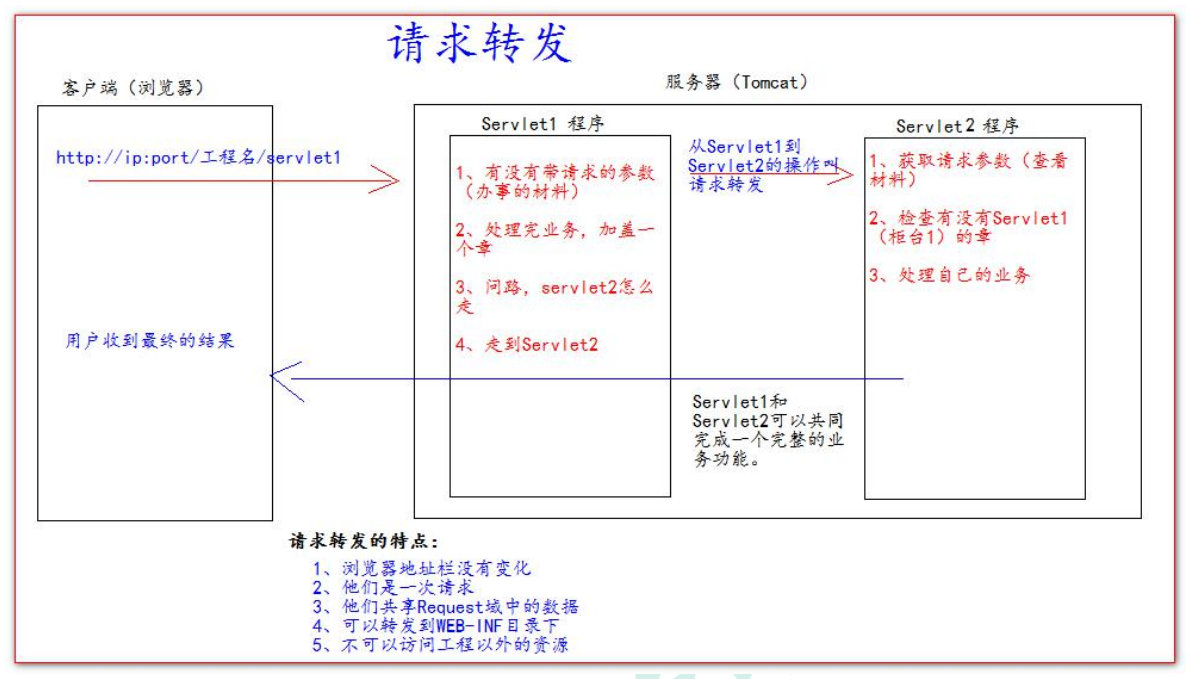 请求转发
客户端（浏览器）
服务器（Tomcat）
http://ip:port/工程名/servlet1
用户收到最终的结果
Servlet1 程序
1、有没有带请求的参数
（办事的材料）
2、处理完业务，加盖一
个章
3、问路，servlet2怎么
走
4、走到Servlet2
从Servlet1到
Servlet2的操作叫
请求转发
Servlet2 程序
1、获取请求参数（查看
材料）
2、检查有没有Servlet1
（柜台1）的章
3、处理自己的业务
Servlet1和
Servlet2可以共同
完成一个完整的业
务功能。
请求转发的特点：
1、浏览器地址栏没有变化
2、他们是一次请求
3、他们共享Request域中的数据
4、可以转发到WEB-INF目录下
5、不可以访问工程以外的资源